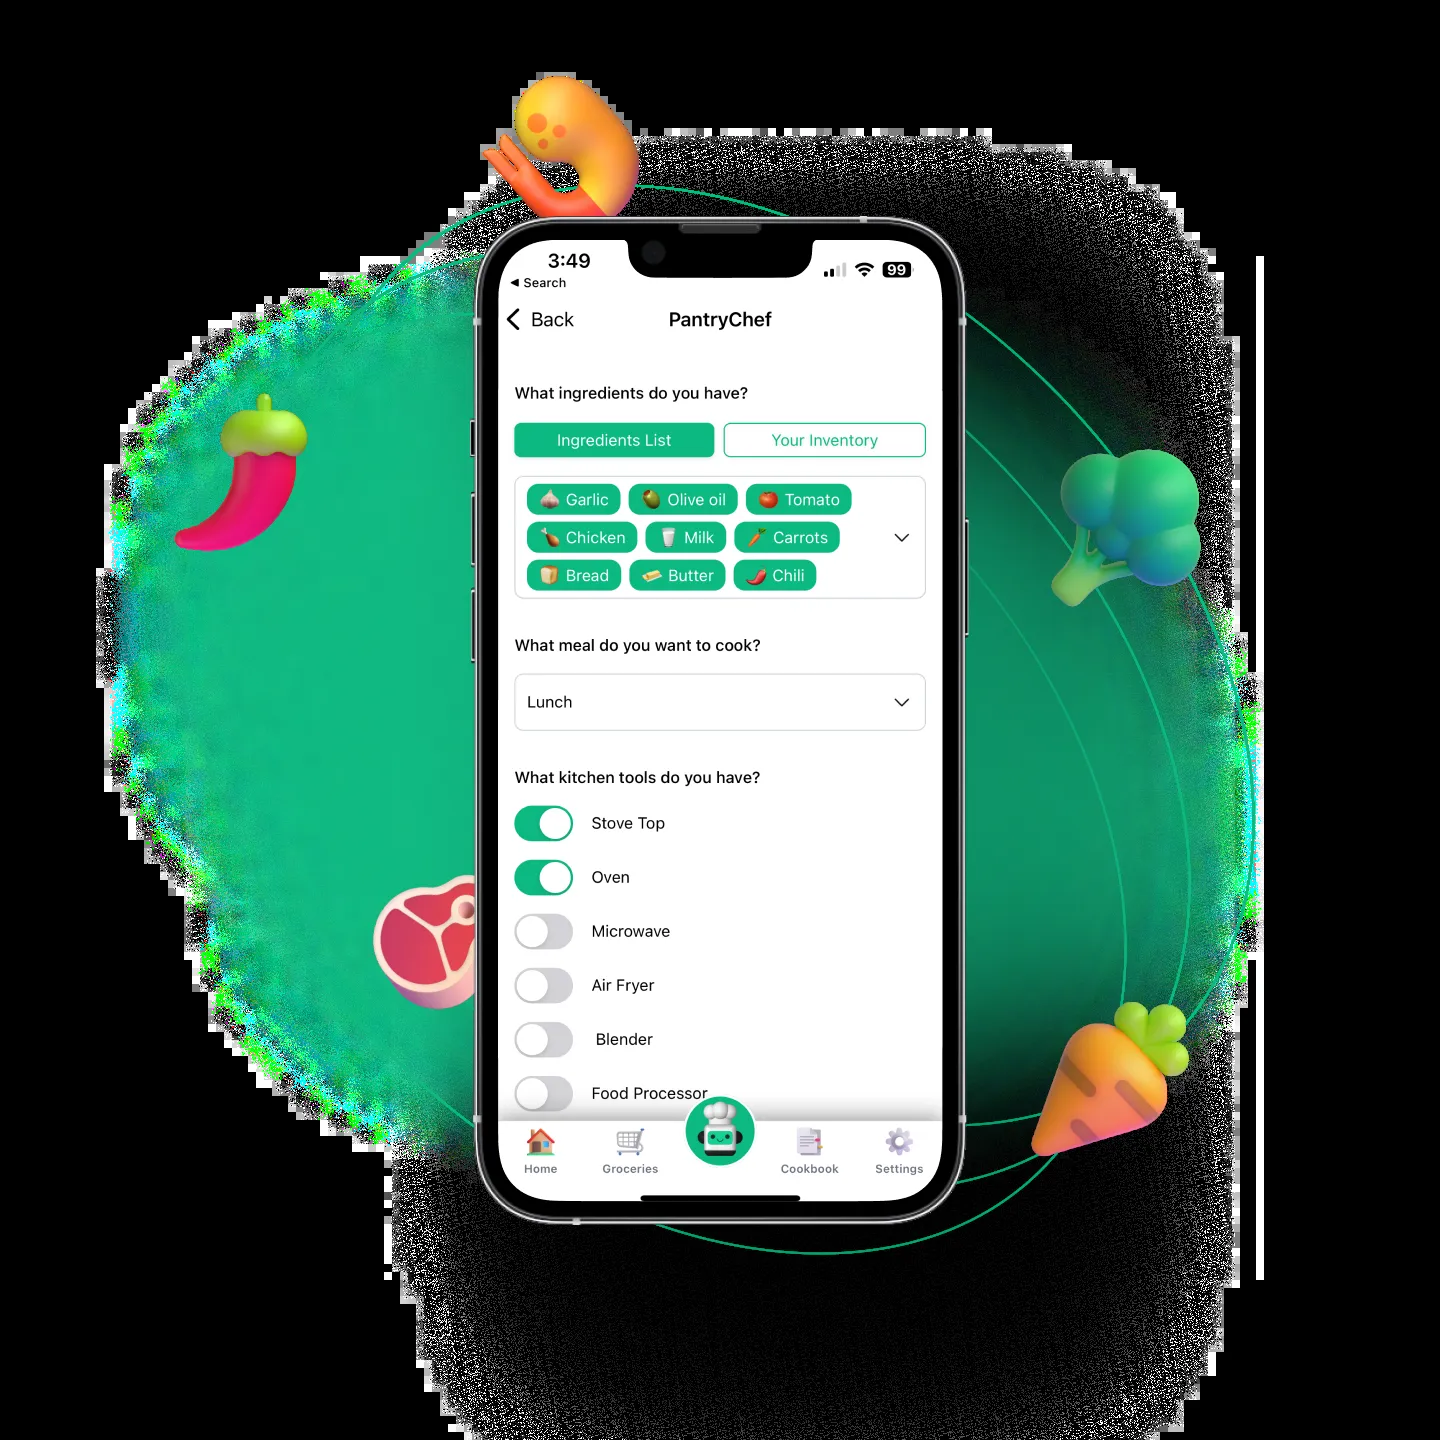 3:49
99
Search
Back
PantryChef
What ingredients do you have?
Ingredients List
Your Inventory
Garlic Olive oil Tomato
Chicken Milk Carrots
Bread Butter Chili
What meal do you want to cook?
Lunch
What kitchen tools do you have?
Stove Top
Oven
Microwave
Air Fryer
Blender
Food Processor
Home Groceries Cookbook Settings